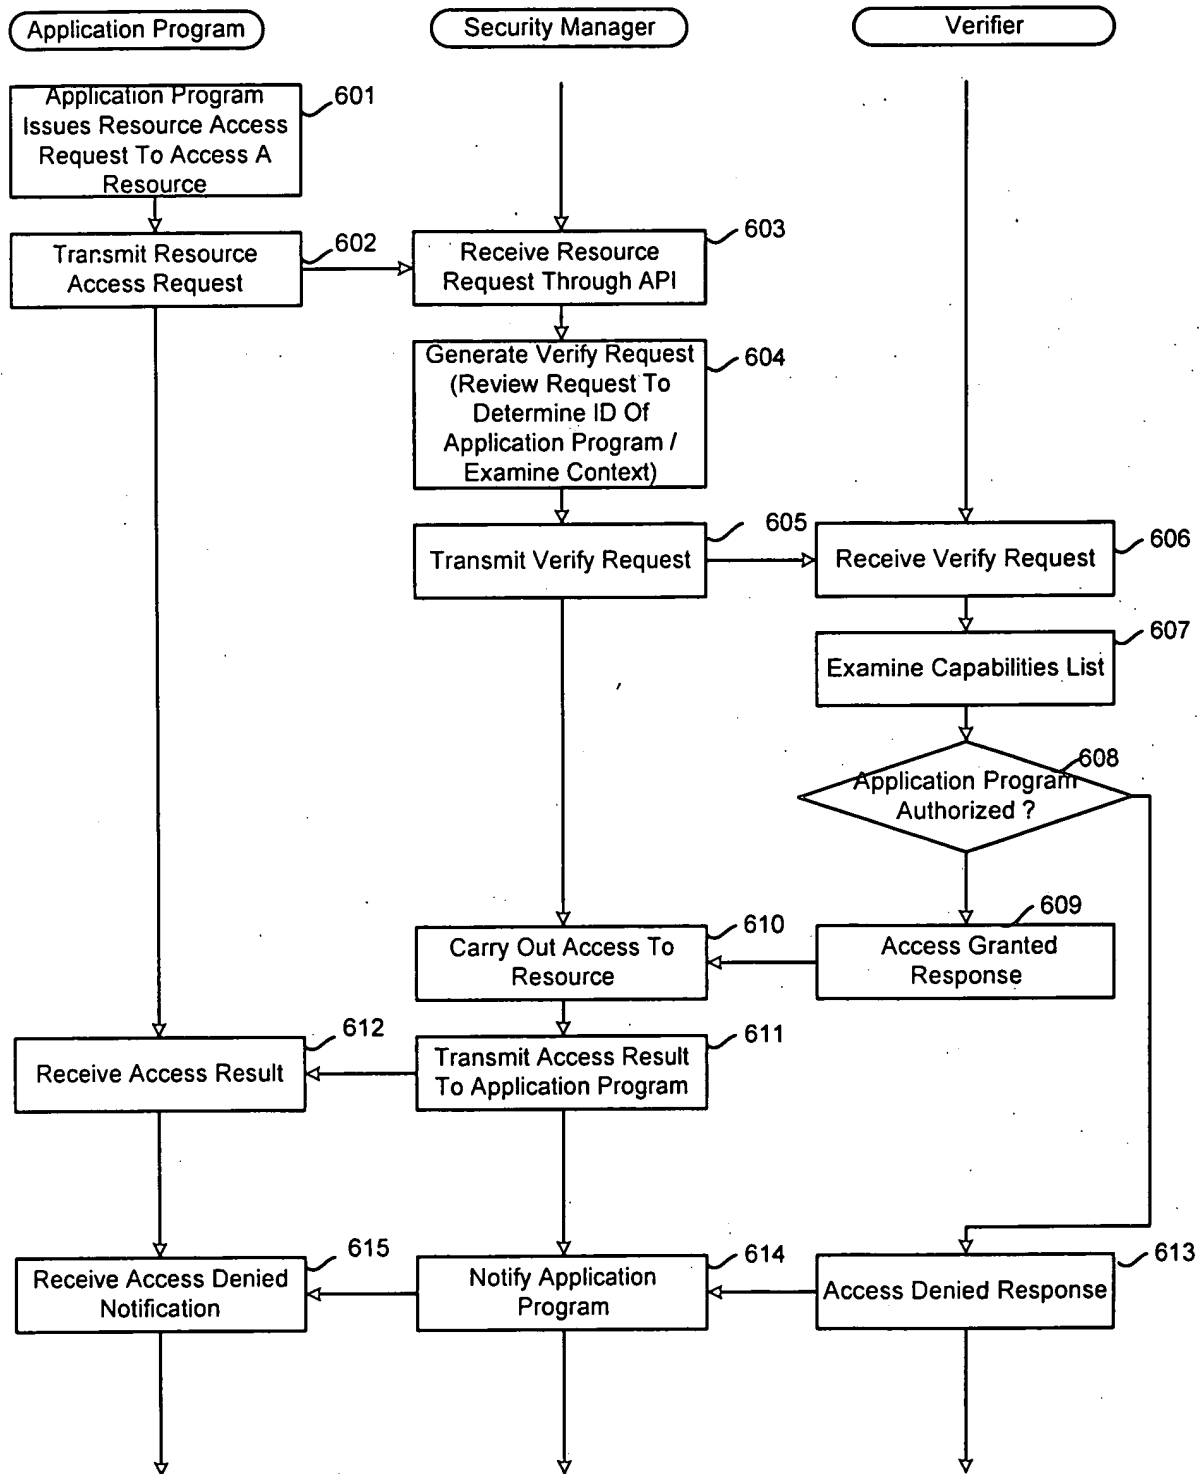 Application Program
Security Manager
Verifier
Application Program
Issues Resource Access
Request To Access A
Resource
601
Transmit Resource
Access Request
602
Receive Resource
Request Through API
603
Generate Verify Request
(Review Request To
Determine ID Of
Application Program /
Examine Context)
604
Transmit Verify Request
605
Receive Verify Request
606
Examine Capabilities List
607
Application Program
Authorized ?
608
Access Granted
Response
609
Carry Out Access To
Resource
610
Transmit Access Result
To Application Program
611
Receive Access Result
612
Access Denied Response
613
Notify Application
Program
614
Receive Access Denied
Notification
615